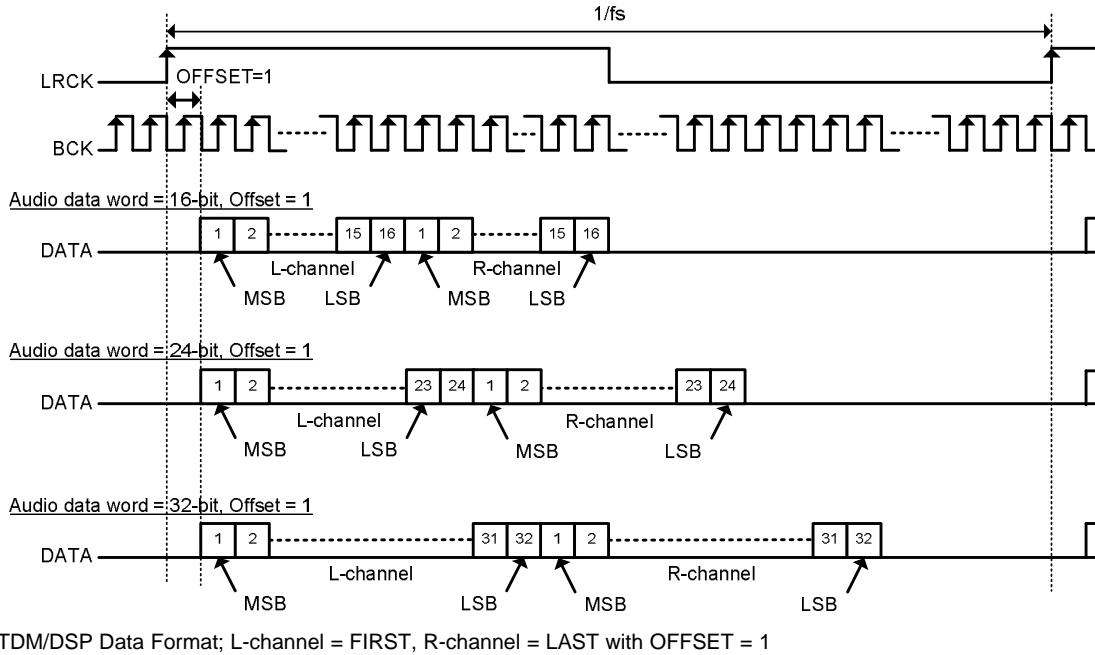 1/fs
LRCK
OFFSET=1
BCK
Audio data word = 16-bit, Offset = 1
DATA 1 2 15 16 1 2 15 16
L-channel R-channel
MSB LSB MSB LSB
Audio data word = 24-bit, Offset = 1
DATA 1 2 23 24 1 2 23 24
L-channel R-channel
MSB LSB MSB LSB
Audio data word = 32-bit, Offset = 1
DATA 1 2 31 32 1 2 31 32
L-channel R-channel
MSB LSB MSB LSB
TDM/DSP Data Format; L-channel = FIRST, R-channel = LAST with OFFSET = 1